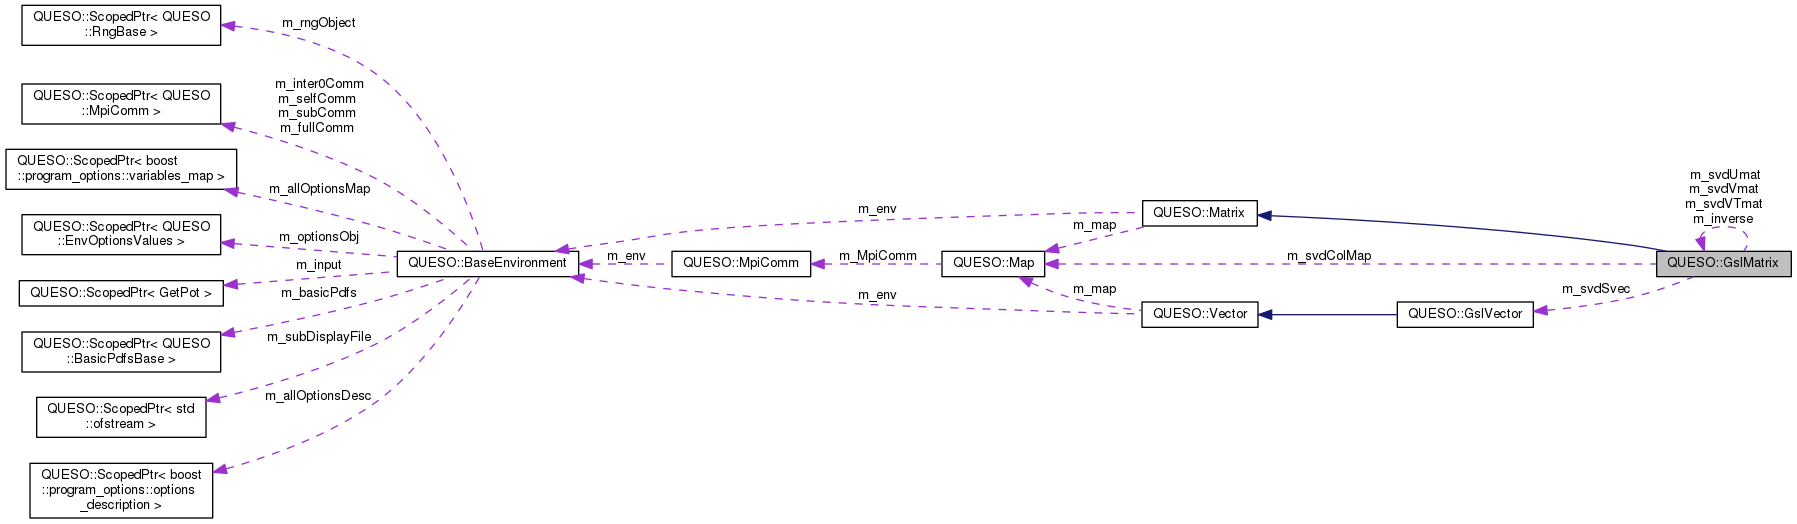 QUESO::ScopedPtr< QUESO
::RngBase >
m_rngObject
QUESO::ScopedPtr< QUESO
::MpiComm >
m_inter0Comm
m_selfComm
m_subComm
m_fullComm
QUESO::ScopedPtr< boost
::program_options::variables_map >
m_allOptionsMap
QUESO::ScopedPtr< QUESO
::EnvOptionsValues >
m_optionsObj
QUESO::ScopedPtr< GetPot >
m_input
QUESO::ScopedPtr< QUESO
::BasicPdfsBase >
m_basicPdfs
QUESO::ScopedPtr< std
::ofstream >
m_subDisplayFile
QUESO::ScopedPtr< boost
::program_options::options
_description >
m_allOptionsDesc
QUESO::BaseEnvironment
m_env
m_env
m_env
QUESO::MpiComm
m_MpiComm
QUESO::Map
m_map
m_map
QUESO::Matrix
QUESO::Vector
m_svdColMap
QUESO::GslVector
m_svdSvec
m_svdUmat
m_svdVmat
m_svdVTmat
m_inverse
QUESO::GslMatrix